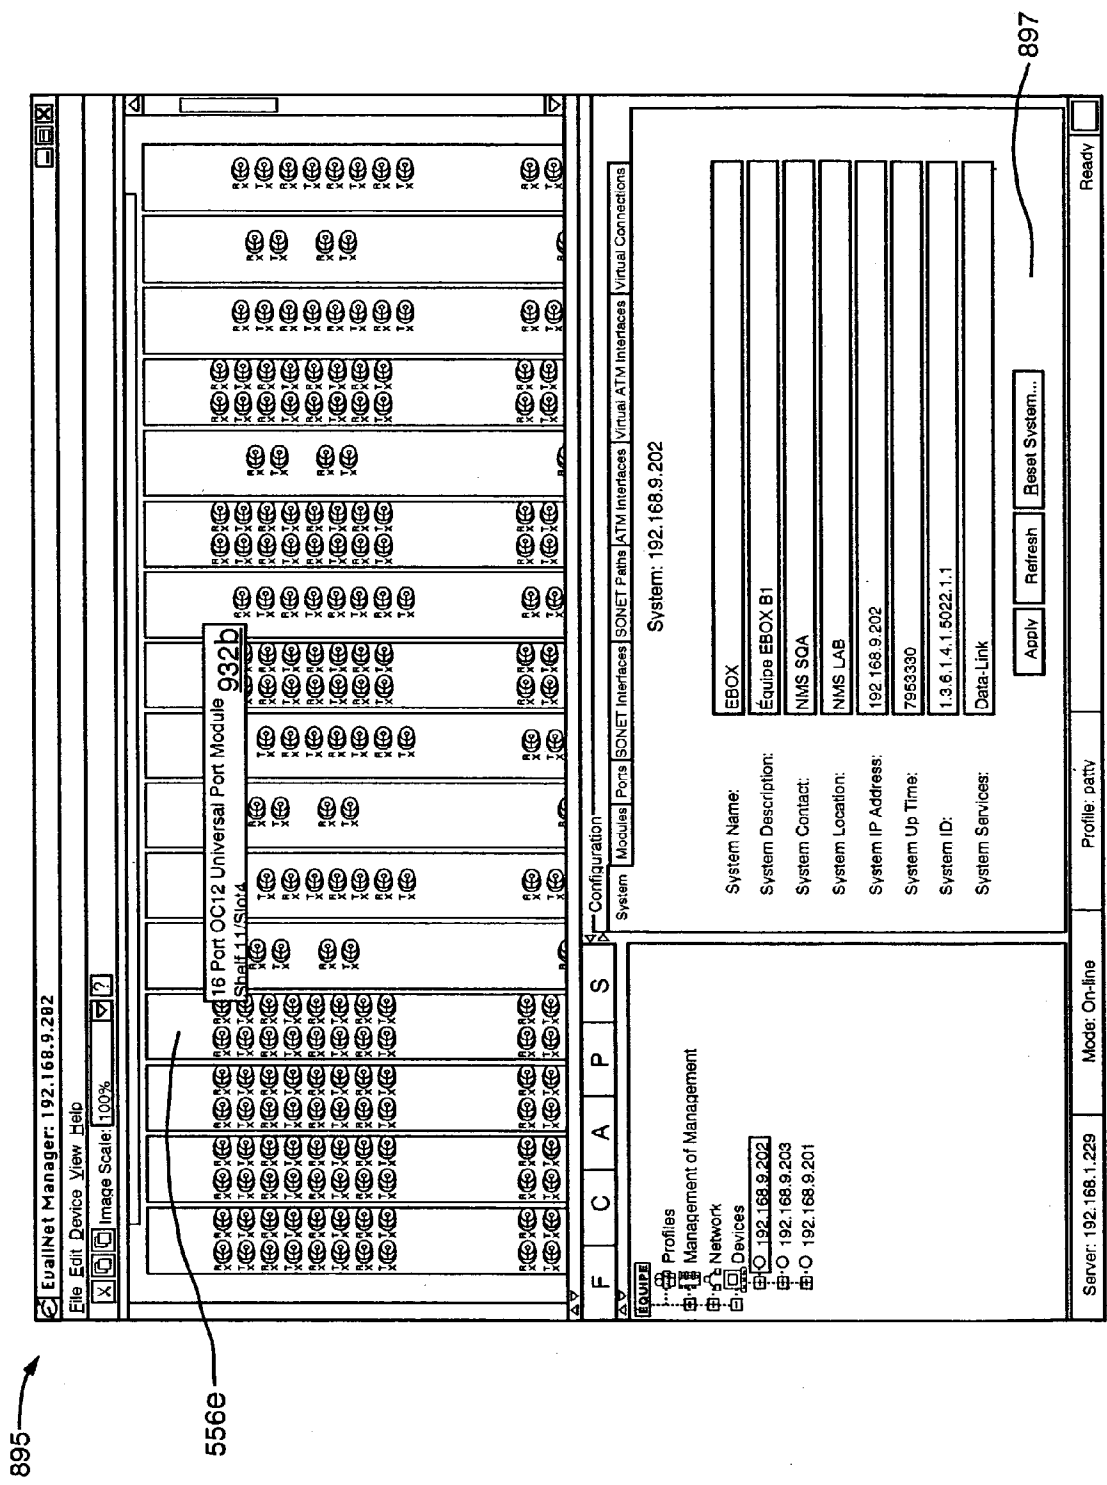 895
EuallNet Manager: 192.168.9.202
File Edit Device View Help
Image Scale: 100%
?
16 Port OC12 Universal Port Module
Shelf 11/Slot4
932b
556e
F C A P S
EQUIPE
Profiles
Management of Management
Network
Devices
192.168.9.202
192.168.9.203
192.168.9.201
Configuration
System Modules Ports SONET Interfaces SONET Paths ATM Interfaces Virtual ATM Interfaces Virtual Connections
System: 192.168.9.202
System Name: EBOX
System Description: Equibe EBOX B1
System Contact: NMS SQA
System Location: NMS LAB
System IP Address: 192.168.9.202
System Up Time: 7953330
System ID: 1.3.6.1.4.1.5022.1.1
System Services: Data-Link
Apply Refresh Reset System...
897
Server: 192.168.1.229 Mode: On-line Profile: patty Ready